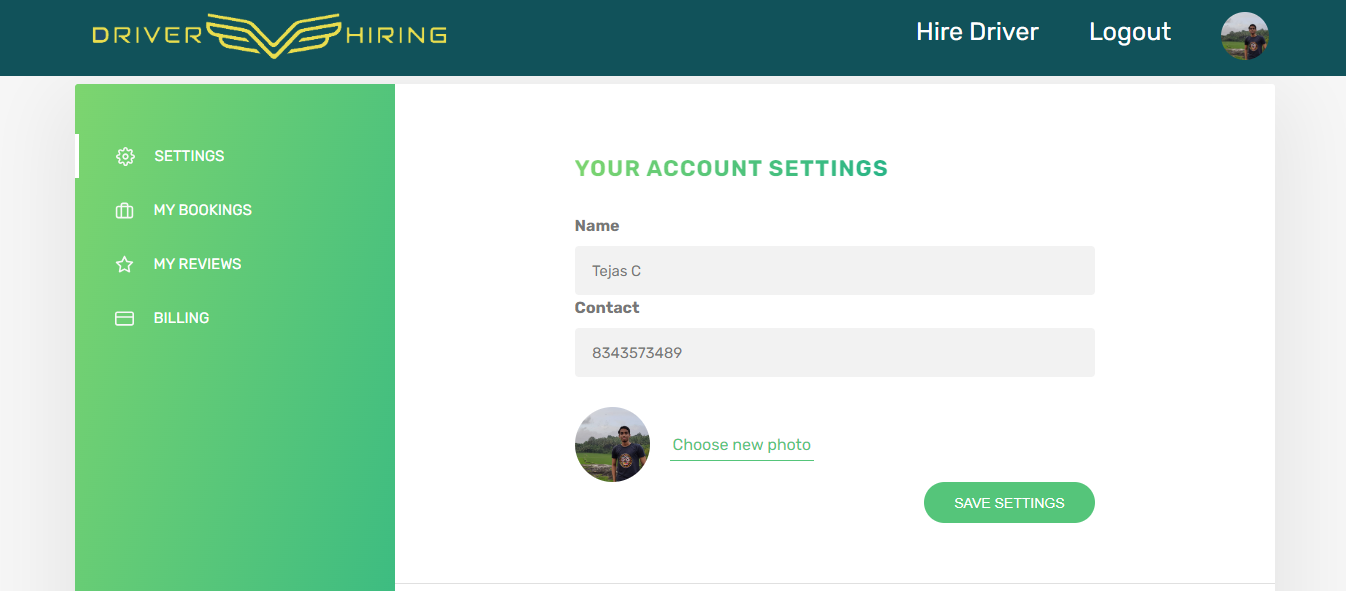 DRIVER HIRING
Hire Driver
Logout
SETTINGS
MY BOOKINGS
MY REVIEWS
BILLING
YOUR ACCOUNT SETTINGS
Name
Tejas C
Contact
8343573489
Choose new photo
SAVE SETTINGS